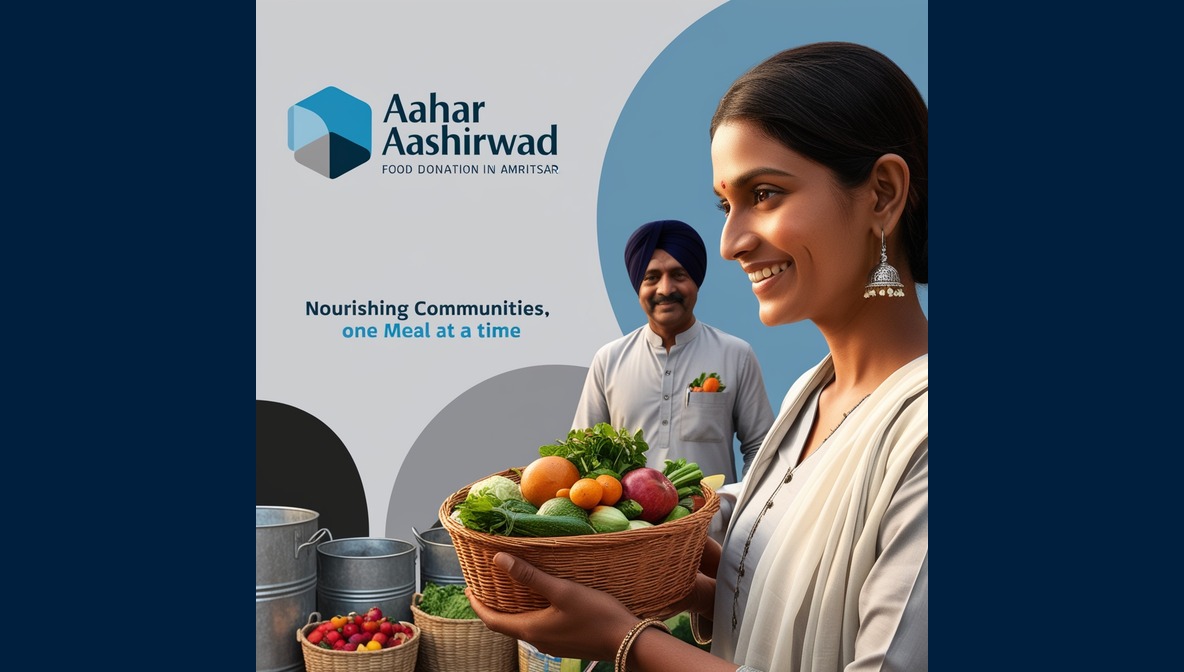 Aahar
Aashirwad
FOOD DONATION IN AMRITSAR
Nourishing Communities,
one Meal at a time